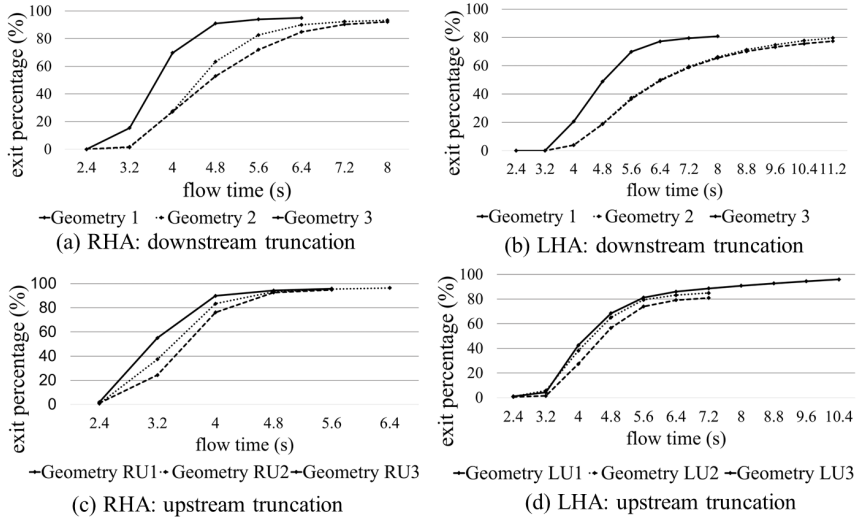 exit percentage (%)
100
80
60
40
20
0
2.4 3.2 4 4.8 5.6 6.4 7.2 8
flow time (s)
Geometry 1 Geometry 2 Geometry 3
(a) RHA: downstream truncation
exit percentage (%)
100
80
60
40
20
0
2.4 3.2 4 4.8 5.6 6.4 7.2 8 8.8 9.6 10.4 11.2
flow time (s)
Geometry 1 Geometry 2 Geometry 3
(b) LHA: downstream truncation
exit percentage (%)
100
80
60
40
20
0
2.4 3.2 4 4.8 5.6 6.4
flow time (s)
Geometry RU1 Geometry RU2 Geometry RU3
(c) RHA: upstream truncation
exit percentage (%)
100
80
60
40
20
0
2.4 3.2 4 4.8 5.6 6.4 7.2 8 8.8 9.6 10.4
flow time (s)
Geometry LU1 Geometry LU2 Geometry LU3
(d) LHA: upstream truncation